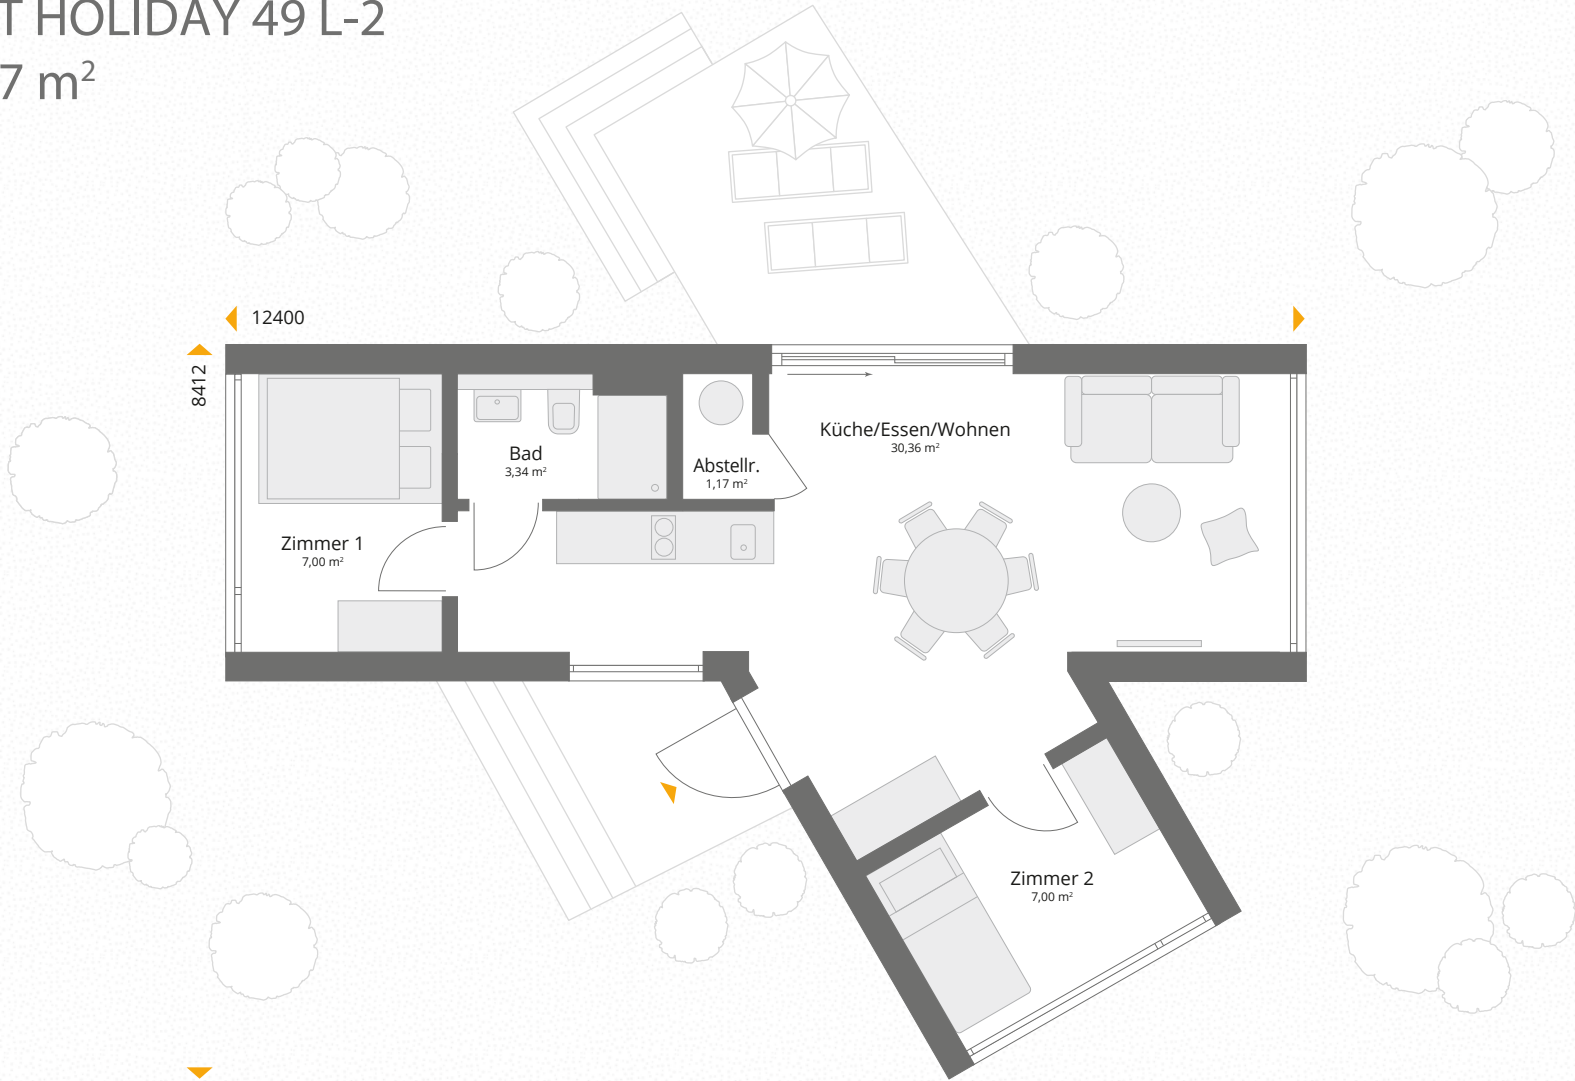 T HOLIDAY 49 L-2
7 m²
12400
8412
Küche/Essen/Wohnen
30,36 m²
Bad
3,34 m²
Abstellr.
1,17 m²
Zimmer 1
7,00 m²
Zimmer 2
7,00 m²